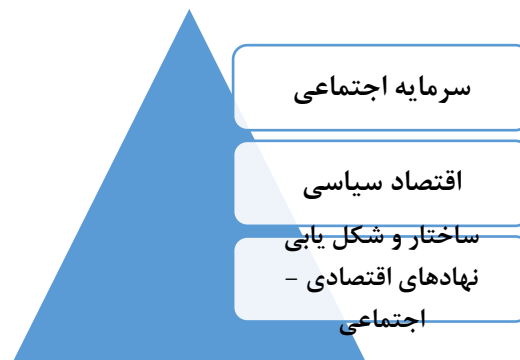 سرمایه اجتماعی
اقتصاد سیاسی
ساختار و شکل یابی
نهادهای اقتصادی –
اجتماعی